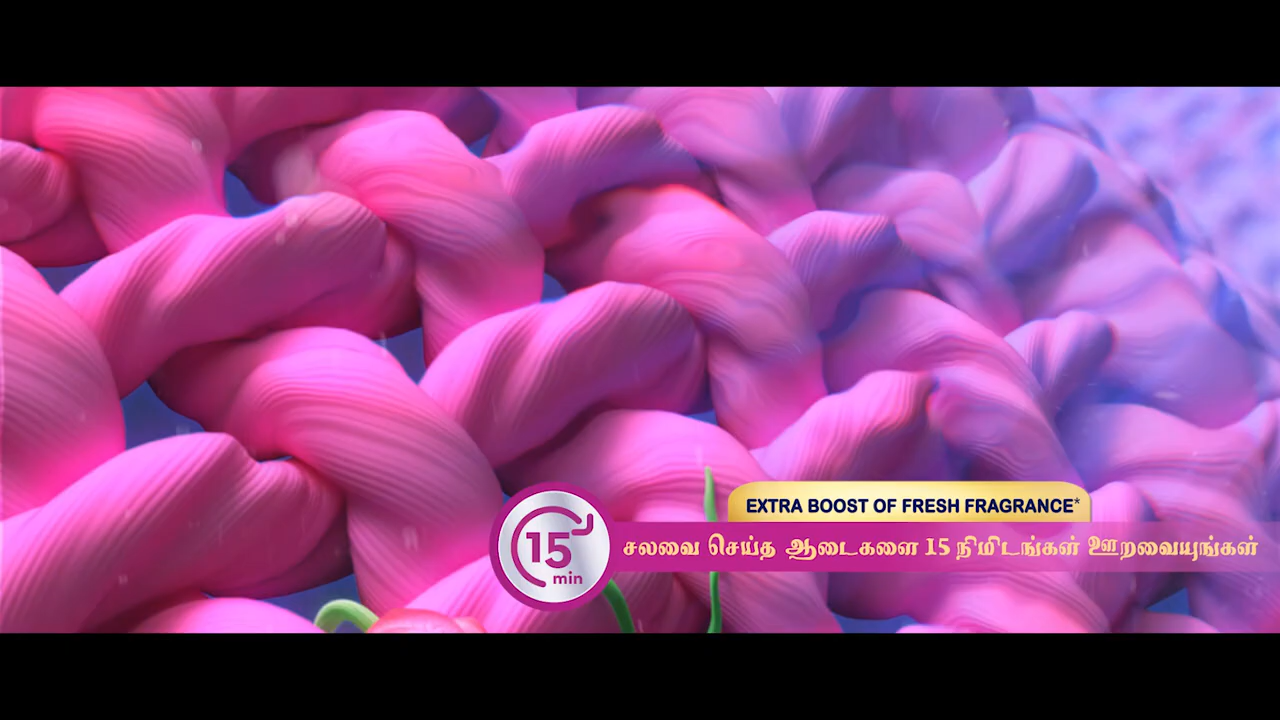 EXTRA BOOST OF FRESH FRAGRANCE*
15 min
சலவை செய்த ஆடைகளை 15 நிமிடங்கள் ஊறவையுங்கள்